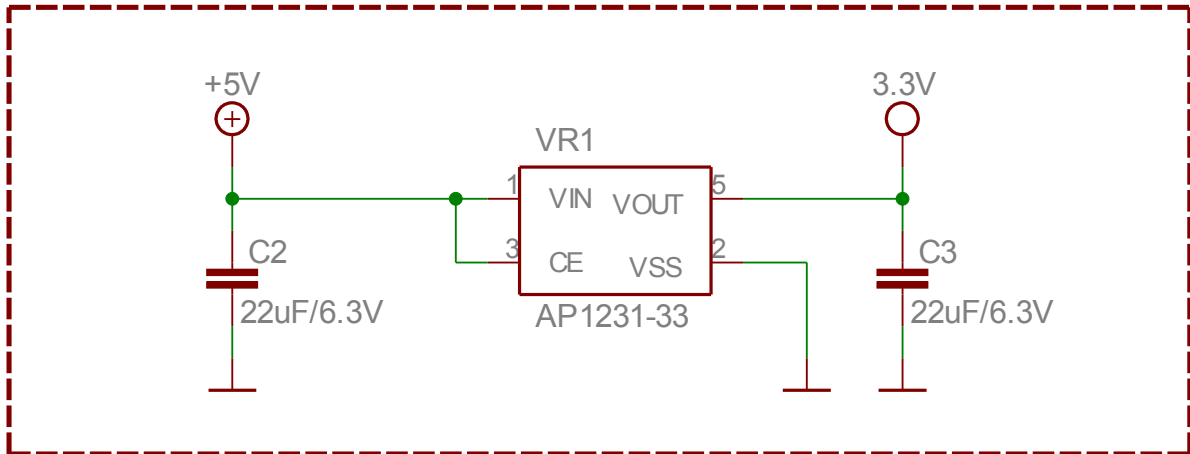 +5V
3.3V
VR1
1
VIN
VOUT
5
3
CE
VSS
2
C2
C3
22uF/6.3V
AP1231-33
22uF/6.3V